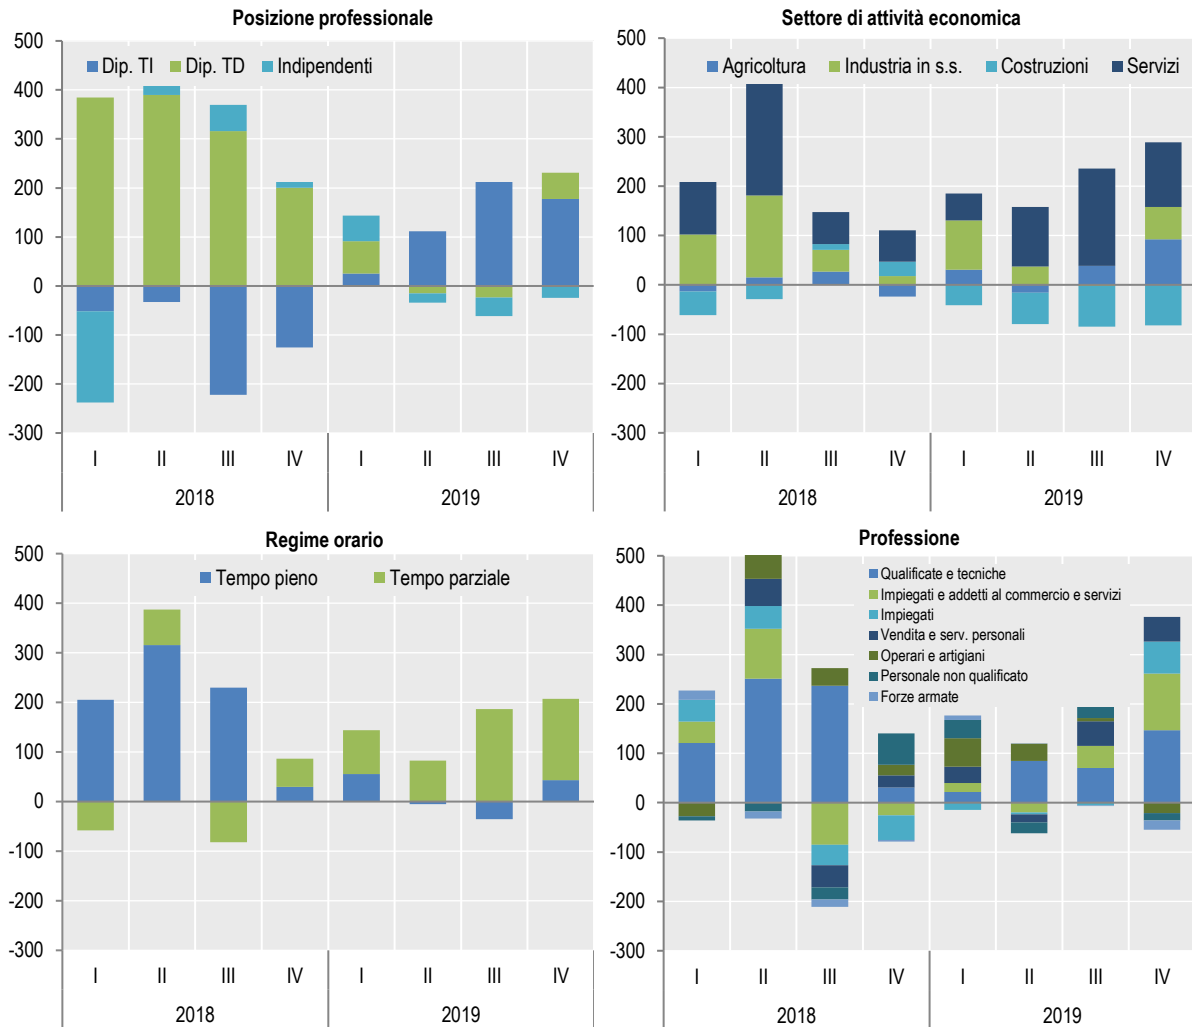 Posizione professionale
500
400
300
200
100
0
-100
-200
-300
Dip. TI Dip. TD Indipendenti
I II III IV I II III IV
2018 2019
Settore di attività economica
500
400
300
200
100
0
-100
-200
-300
Agricoltura Industria in s.s. Costruzioni Servizi
I II III IV I II III IV
2018 2019
Regime orario
500
400
300
200
100
0
-100
-200
-300
Tempo pieno Tempo parziale
I II III IV I II III IV
2018 2019
Professione
500
400
300
200
100
0
-100
-200
-300
Qualificate e tecniche
Impiegati e addetti al commercio e servizi
Impiegati
Vendita e serv. personali
Operari e artigiani
Personale non qualificato
Forze armate
I II III IV I II III IV
2018 2019